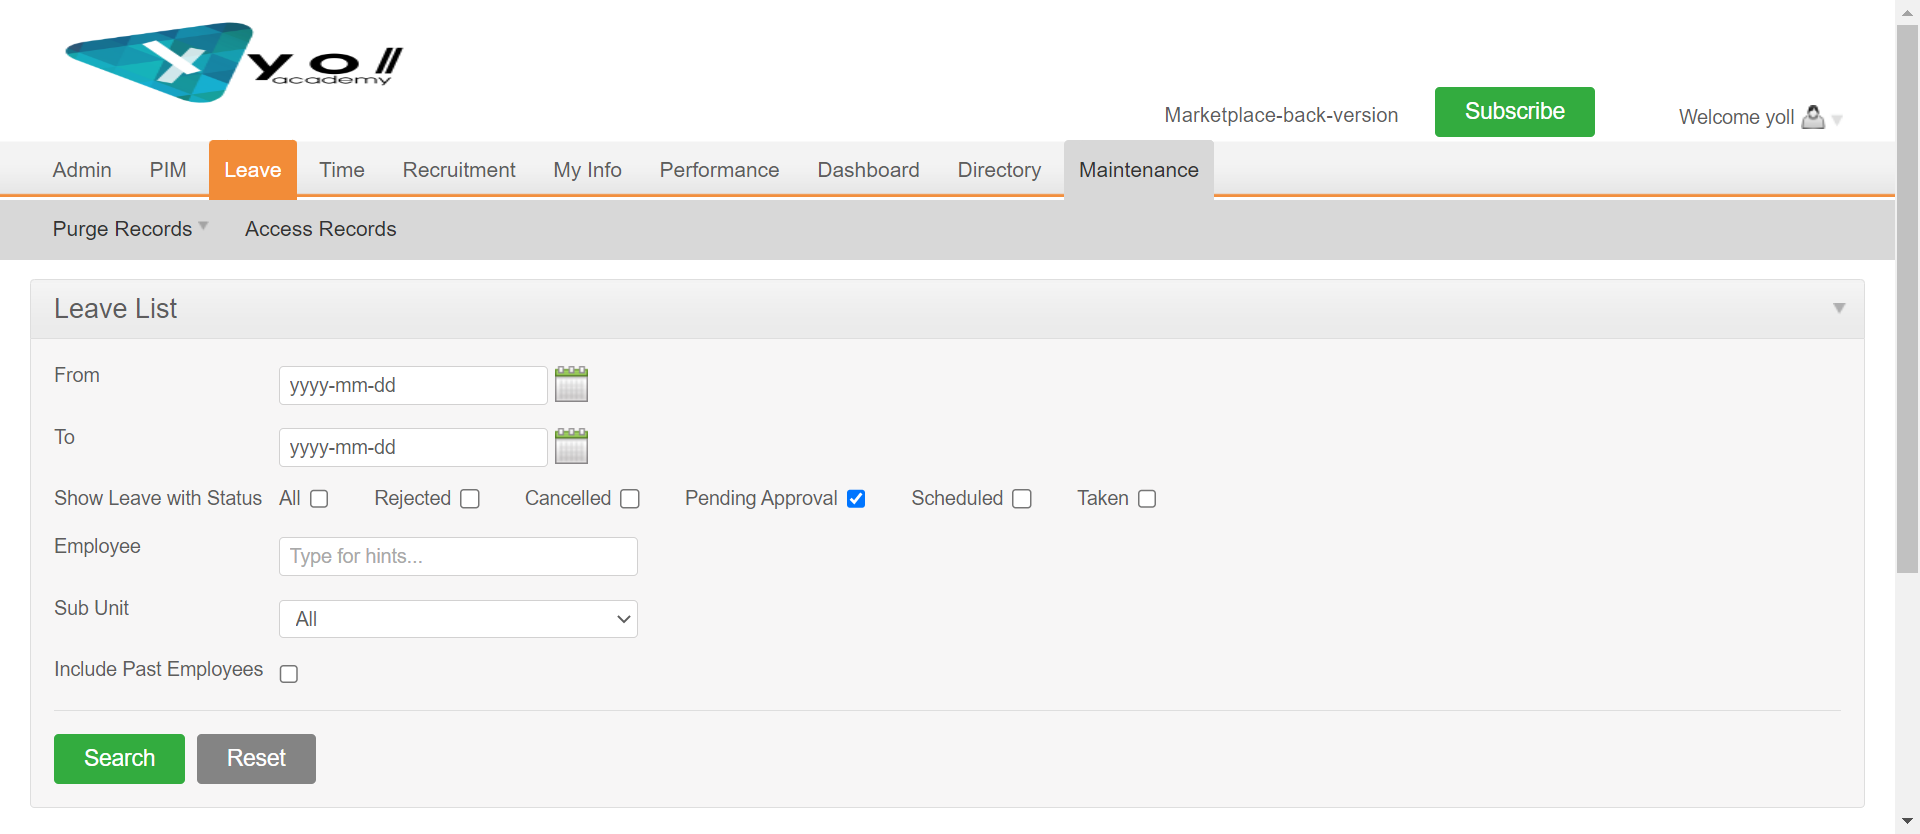 yoll
academy
Marketplace-back-version Subscribe Welcome yoll
Admin PIM Leave Time Recruitment My Info Performance Dashboard Directory Maintenance
Purge Records Access Records
Leave List
From yyyy-mm-dd
To yyyy-mm-dd
Show Leave with Status All Rejected Cancelled Pending Approval Scheduled Taken
Employee Type for hints...
Sub Unit All
Include Past Employees
Search Reset